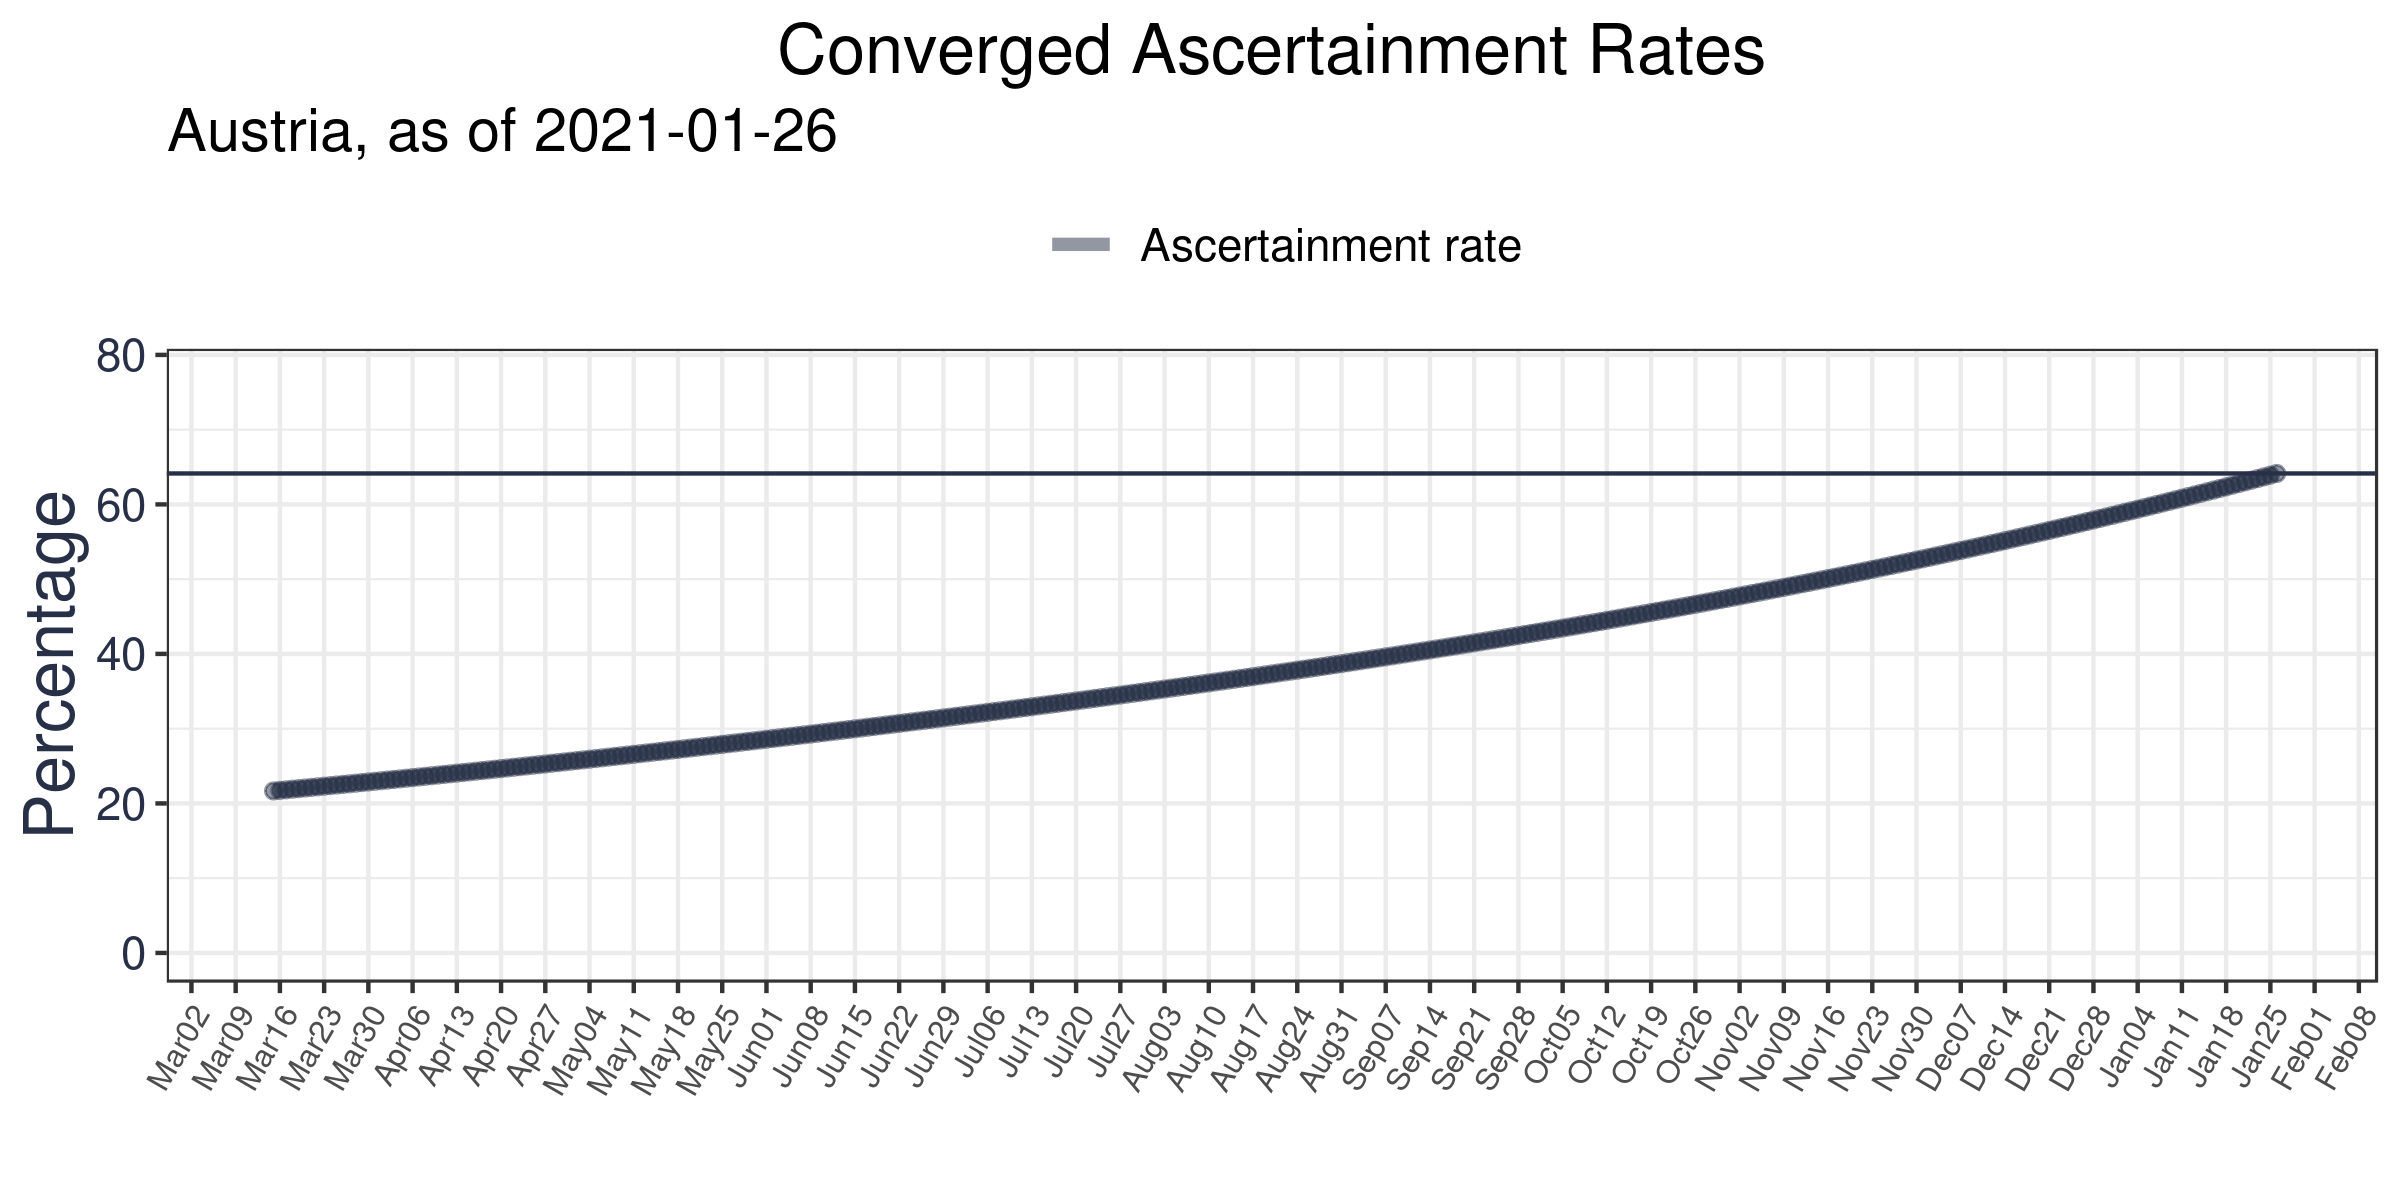 Converged Ascertainment Rates
Austria, as of 2021-01-26
Ascertainment rate
Percentage
80
60
40
20
0
Mar02 Mar09 Mar16 Mar23 Mar30 Apr06 Apr13 Apr20 Apr27 May04 May11 May18 May25 Jun01 Jun08 Jun15 Jun22 Jun29 Jul06 Jul13 Jul20 Jul27 Aug03 Aug10 Aug17 Aug24 Aug31 Sep07 Sep14 Sep21 Sep28 Oct05 Oct12 Oct19 Oct26 Nov02 Nov09 Nov16 Nov23 Nov30 Dec07 Dec14 Dec21 Dec28 Jan04 Jan11 Jan18 Jan25 Feb01 Feb08